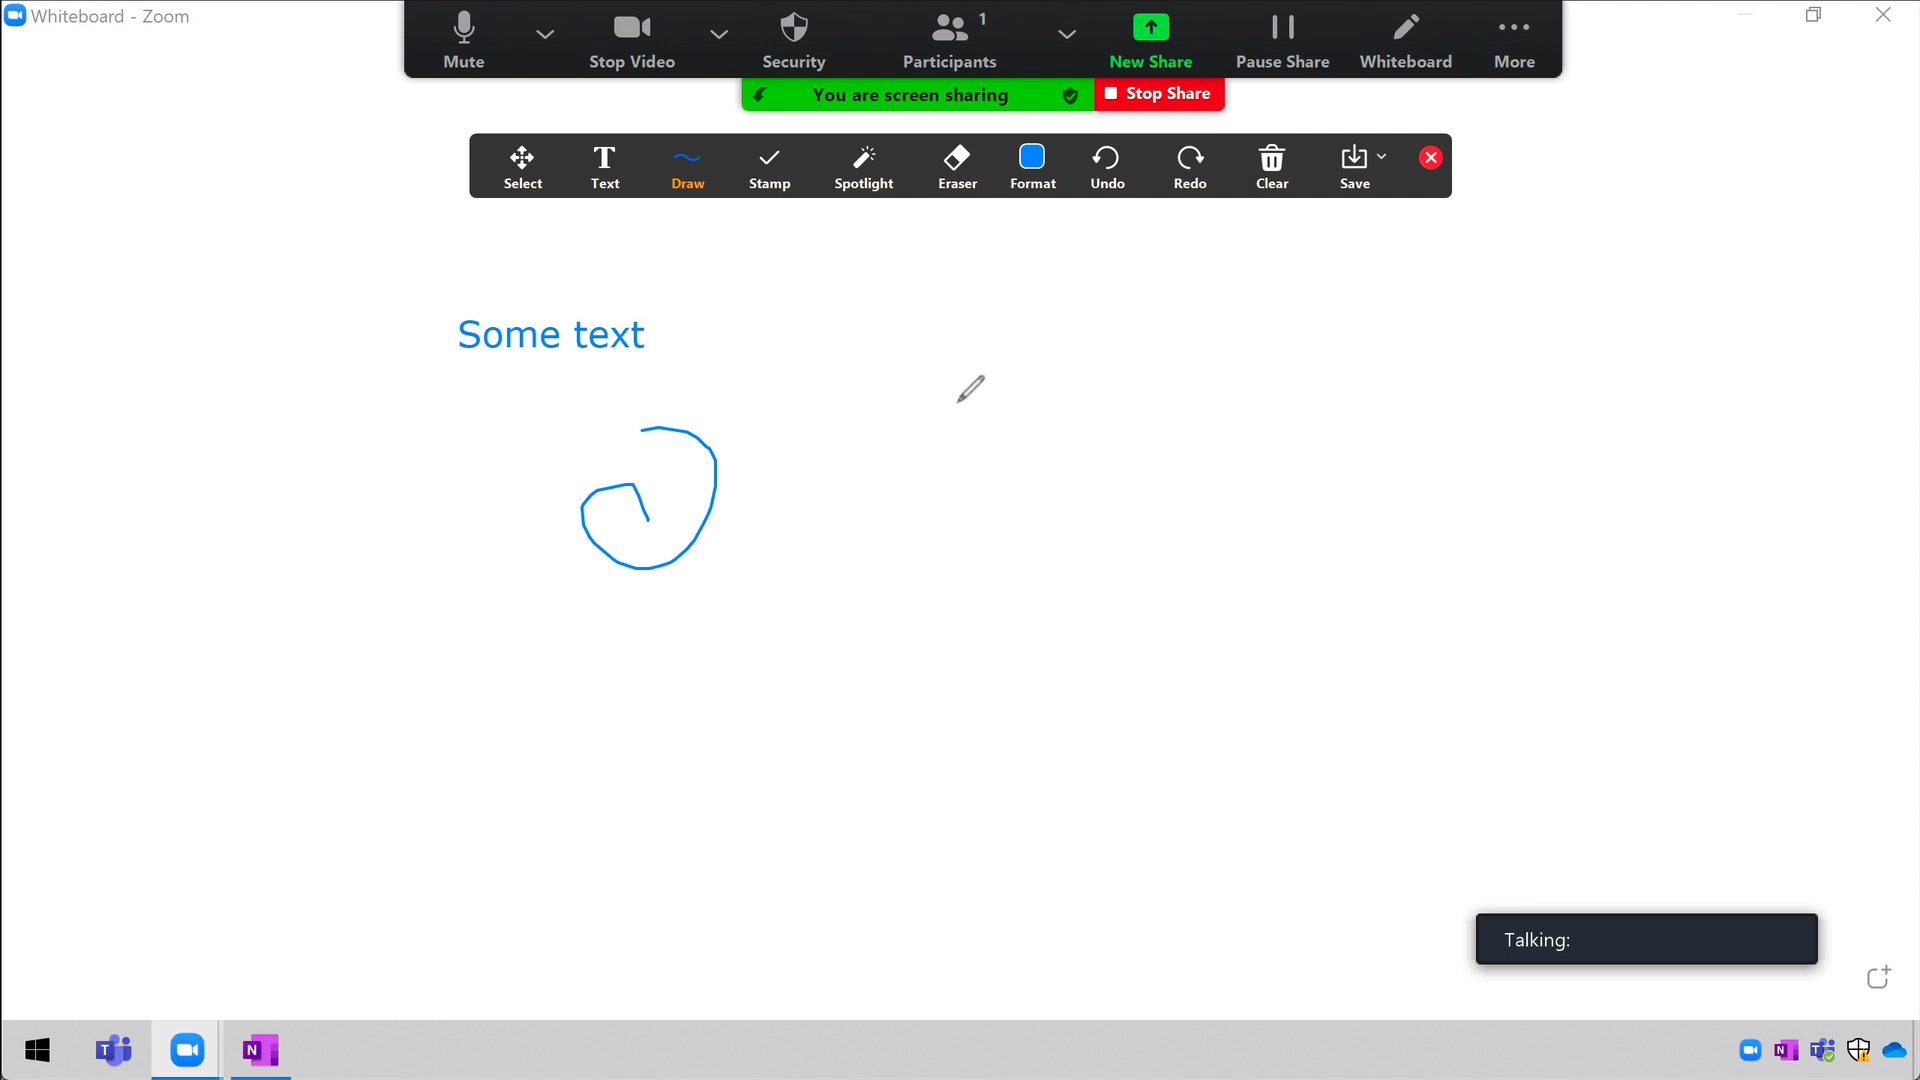 Whiteboard - Zoom
Mute
Stop Video
Security
Participants
1
New Share
Pause Share
Whiteboard
More
You are screen sharing
Stop Share
Select
Text
Draw
Stamp
Spotlight
Eraser
Format
Undo
Redo
Clear
Save
Some text
Talking: